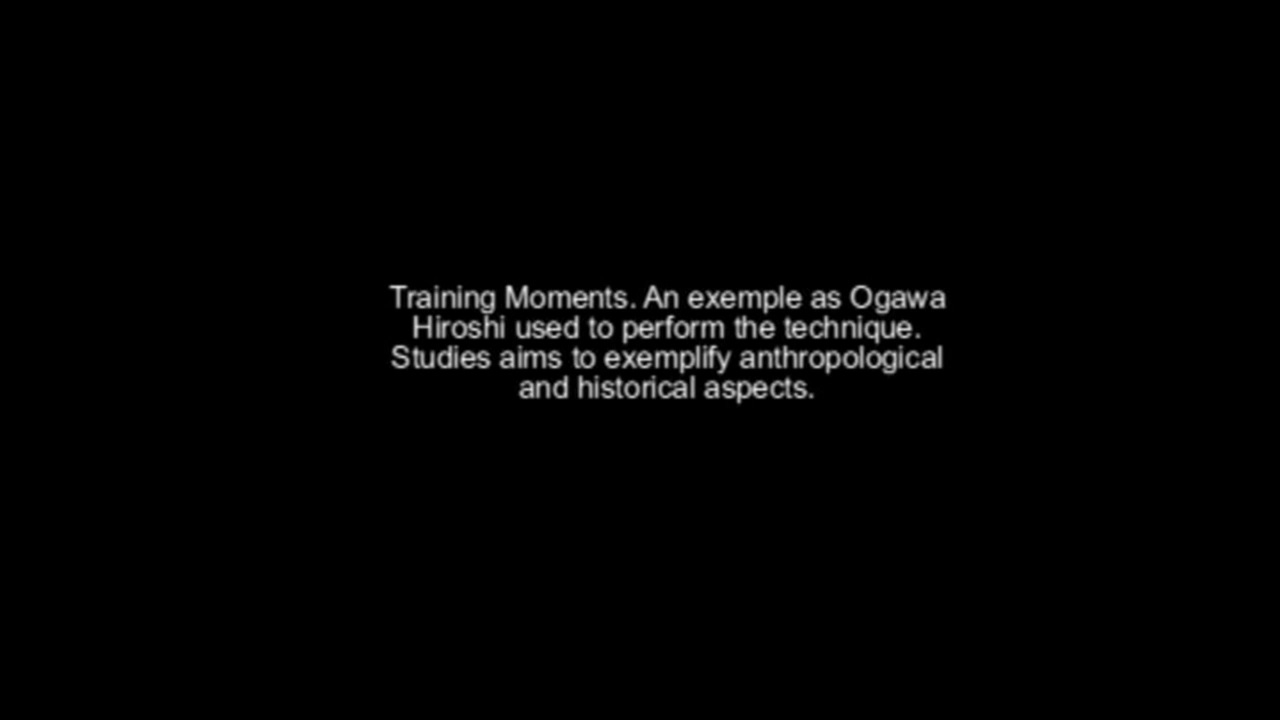 Training Moments. An exemple as Ogawa
Hiroshi used to perform the technique.
Studies aims to exemplify anthropological
and historical aspects.